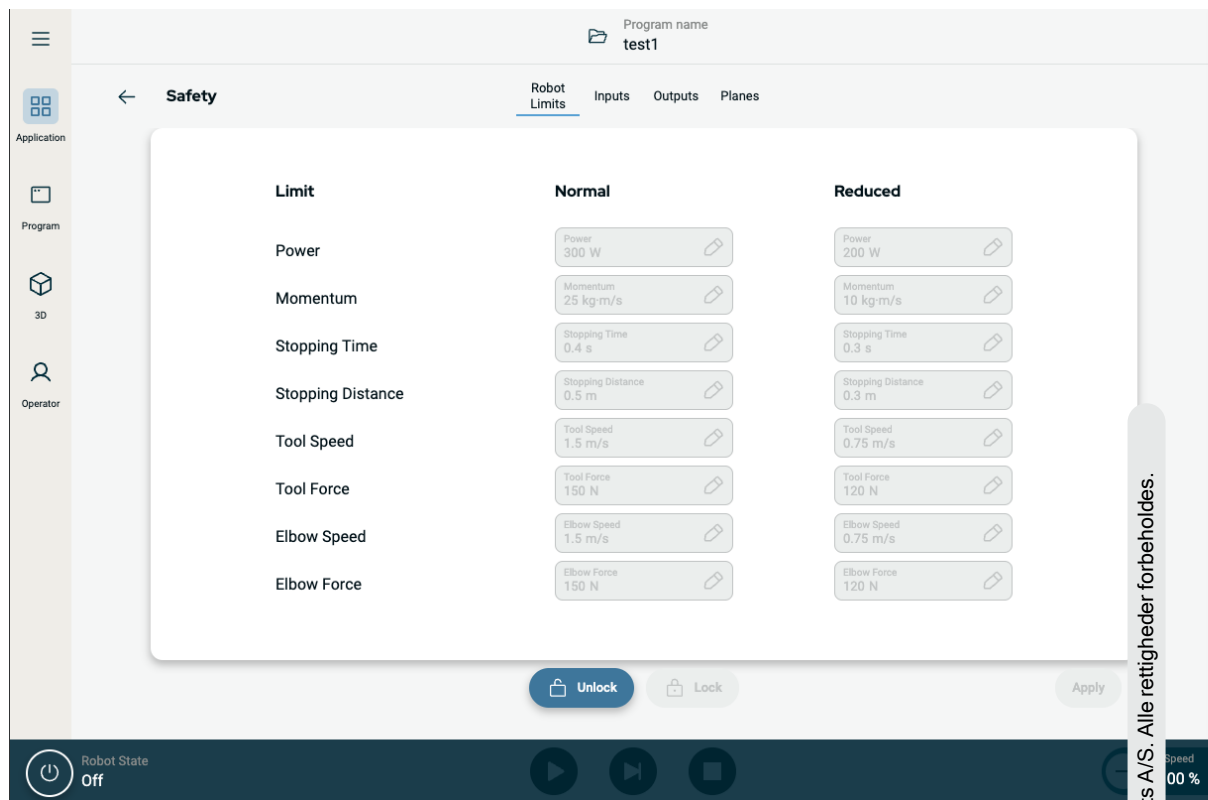 Program name
test1
Safety
Robot
Limits
Inputs
Outputs
Planes
Application
Program
3D
Operator
Limit
Normal
Reduced
Power
Power
300 W
Power
200 W
Momentum
Momentum
25 kg·m/s
Momentum
10 kg·m/s
Stopping Time
Stopping Time
0.4 s
Stopping Time
0.3 s
Stopping Distance
Stopping Distance
0.5 m
Stopping Distance
0.3 m
Tool Speed
Tool Speed
1.5 m/s
Tool Speed
0.75 m/s
Tool Force
Tool Force
150 N
Tool Force
120 N
Elbow Speed
Elbow Speed
1.5 m/s
Elbow Speed
0.75 m/s
Elbow Force
Elbow Force
150 N
Elbow Force
120 N
Unlock
Lock
Apply
Robot State
Off
Speed
00 %
A/S. Alle rettigheder forbeholdes.